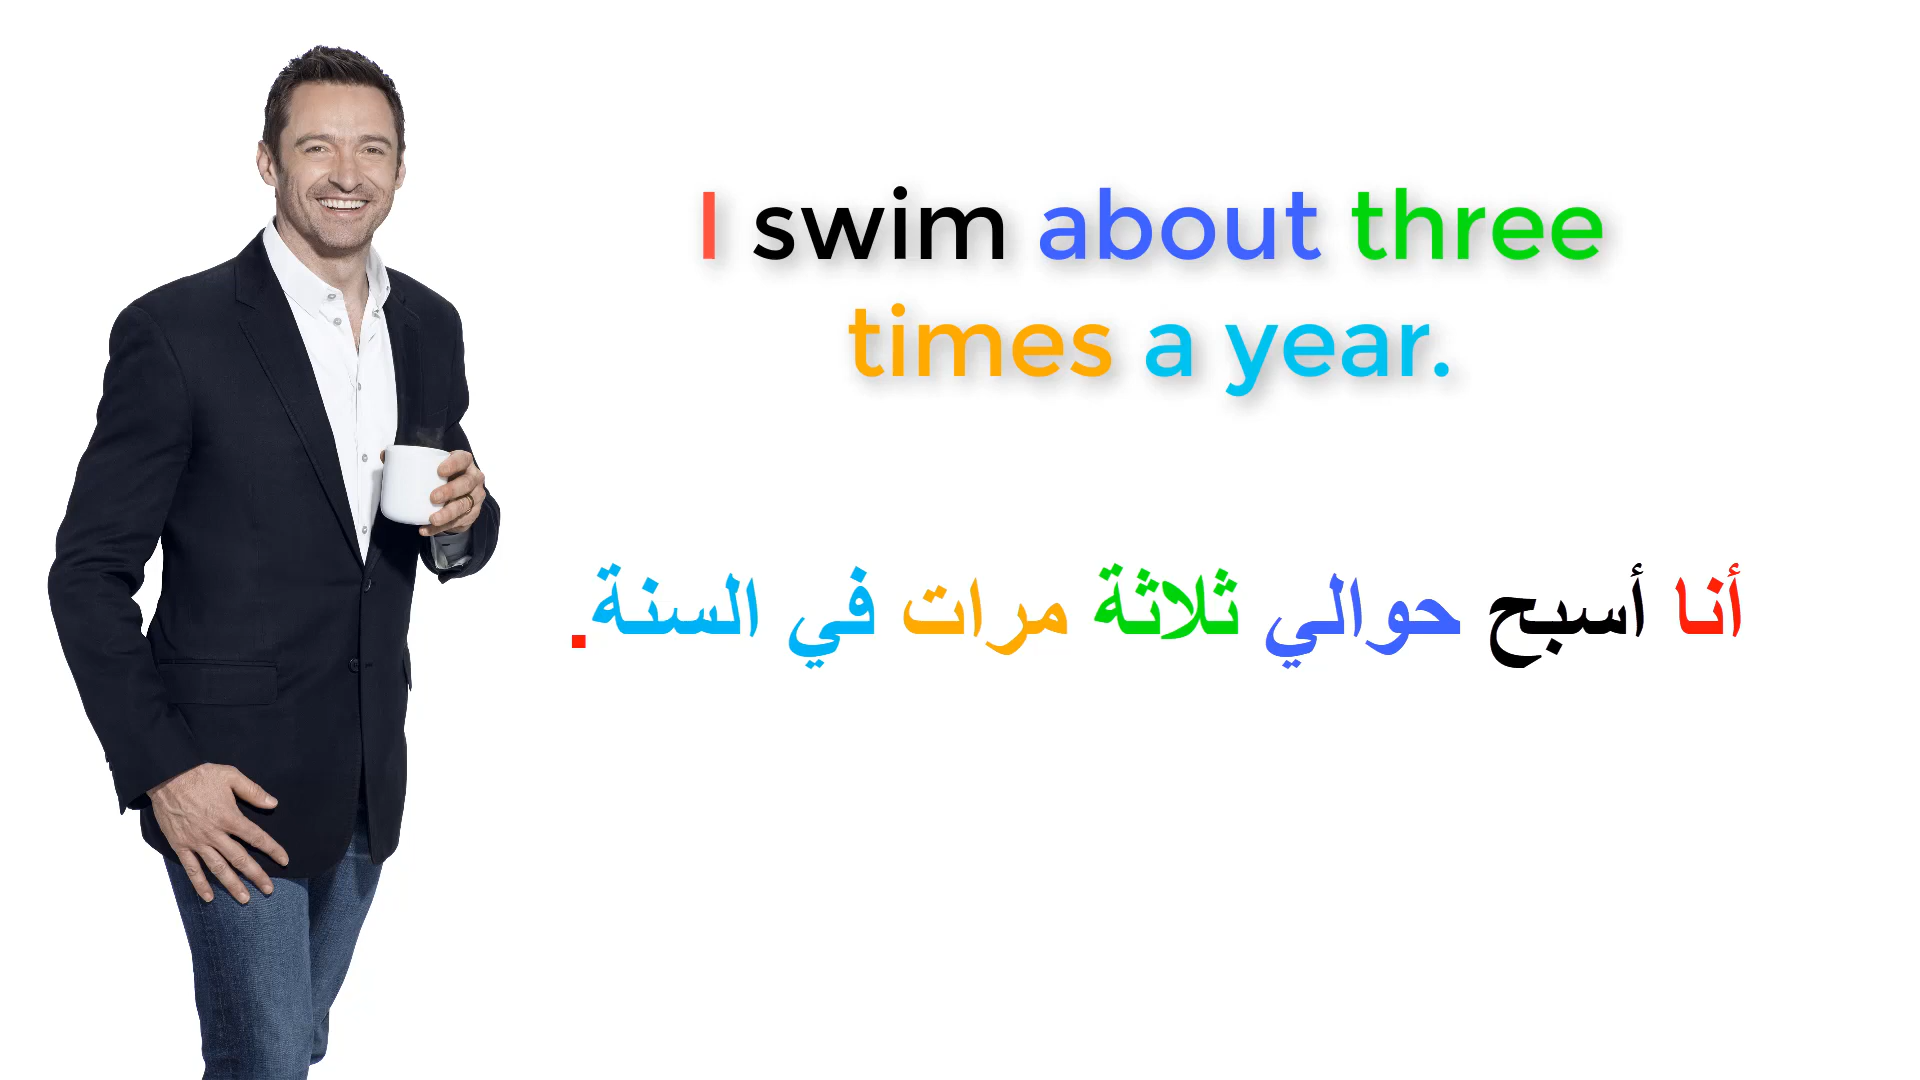 I swim about three
times a year.
أنا أسبح حوالي ثلاثة مرات في السنة.